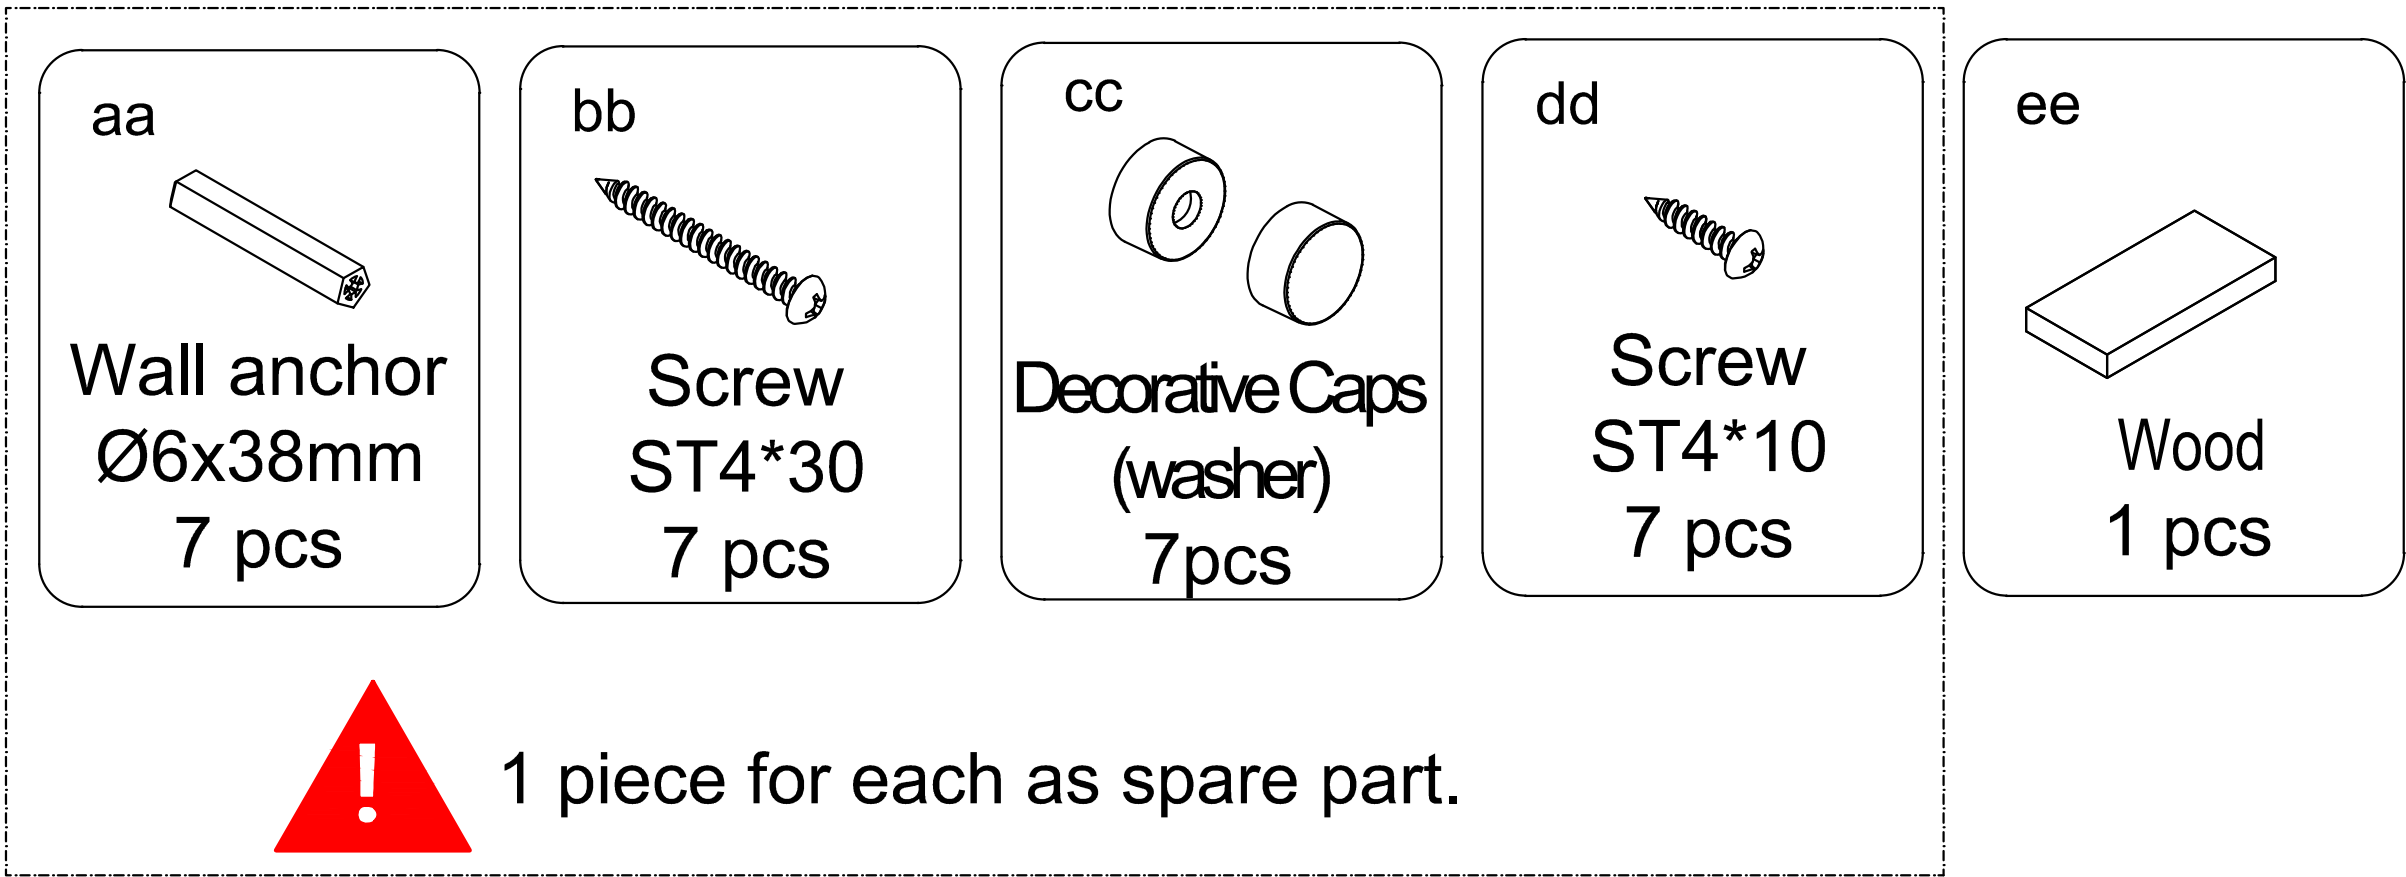 aa
Wall anchor
Ø6x38mm
7 pcs
bb
Screw
ST4*30
7 pcs
cc
Decorative Caps
(washer)
7pcs
dd
Screw
ST4*10
7 pcs
ee
Wood
1 pcs
! 1 piece for each as spare part.